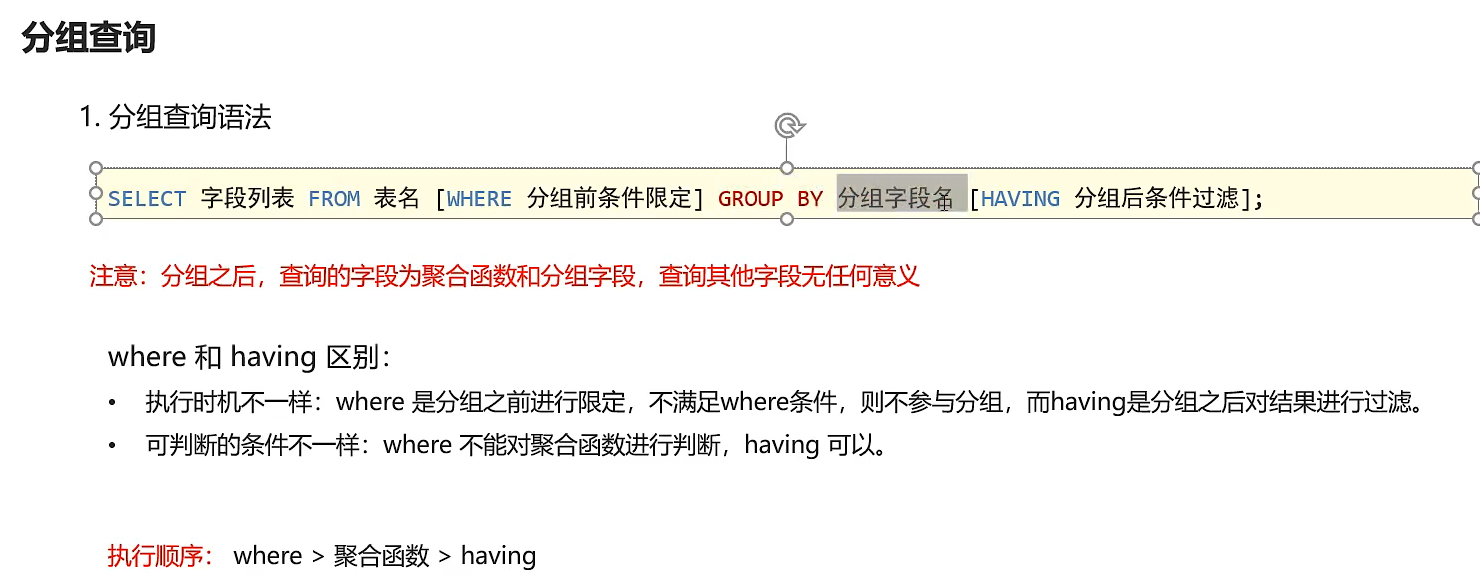 分组查询
1. 分组查询语法
SELECT 字段列表 FROM 表名 [WHERE 分组前条件限定] GROUP BY 分组字段名 [HAVING 分组后条件过滤];
注意：分组之后，查询的字段为聚合函数和分组字段，查询其他字段无任何意义
where 和 having 区别：
• 执行时机不一样：where 是分组之前进行限定，不满足where条件，则不参与分组，而having是分组之后对结果进行过滤。
• 可判断的条件不一样：where 不能对聚合函数进行判断，having 可以。
执行顺序： where > 聚合函数 > having